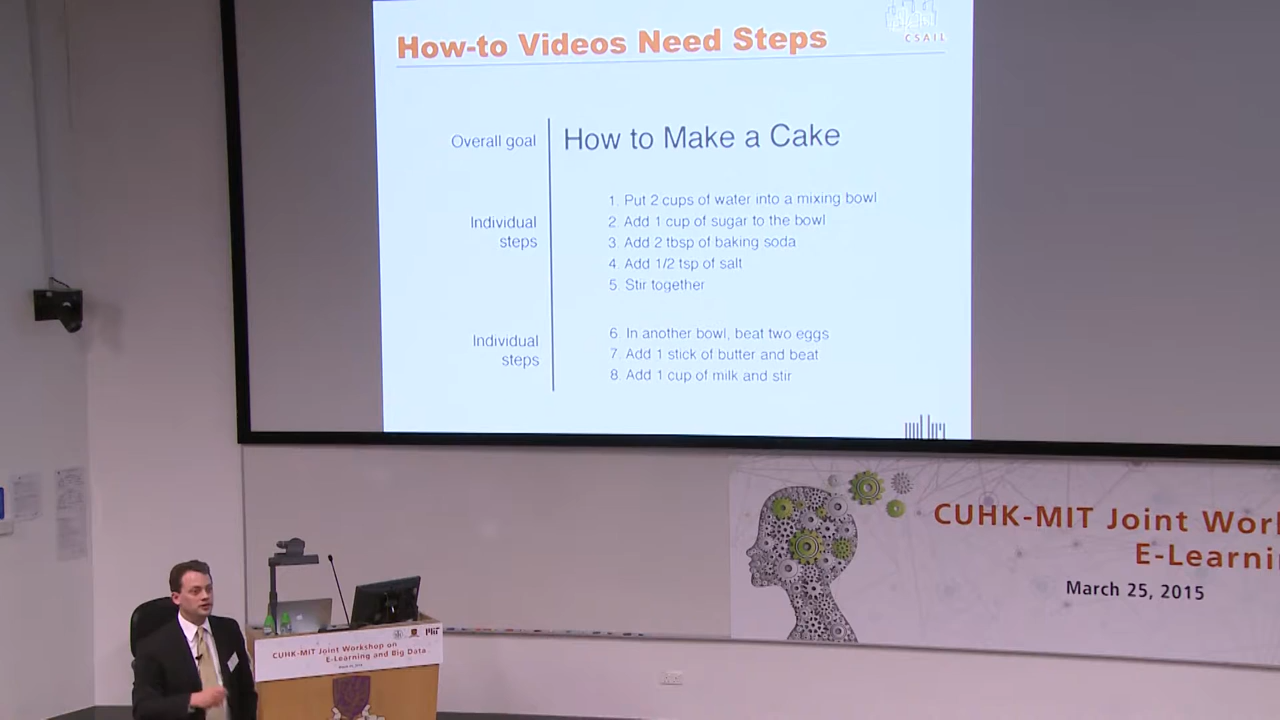 How-to Videos Need Steps
CSAIL
Overall goal
How to Make a Cake
Individual
steps
1. Put 2 cups of water into a mixing bowl
2. Add 1 cup of sugar to the bowl
3. Add 2 tbsp of baking soda
4. Add 1/2 tsp of salt
5. Stir together
Individual
steps
6. In another bowl, beat two eggs
7. Add 1 stick of butter and beat
8. Add 1 cup of milk and stir
CUHK-MIT Joint Wor
E-Learni
March 25, 2015
CUHK-MIT Joint Workshop on
E-Learning and Big Data